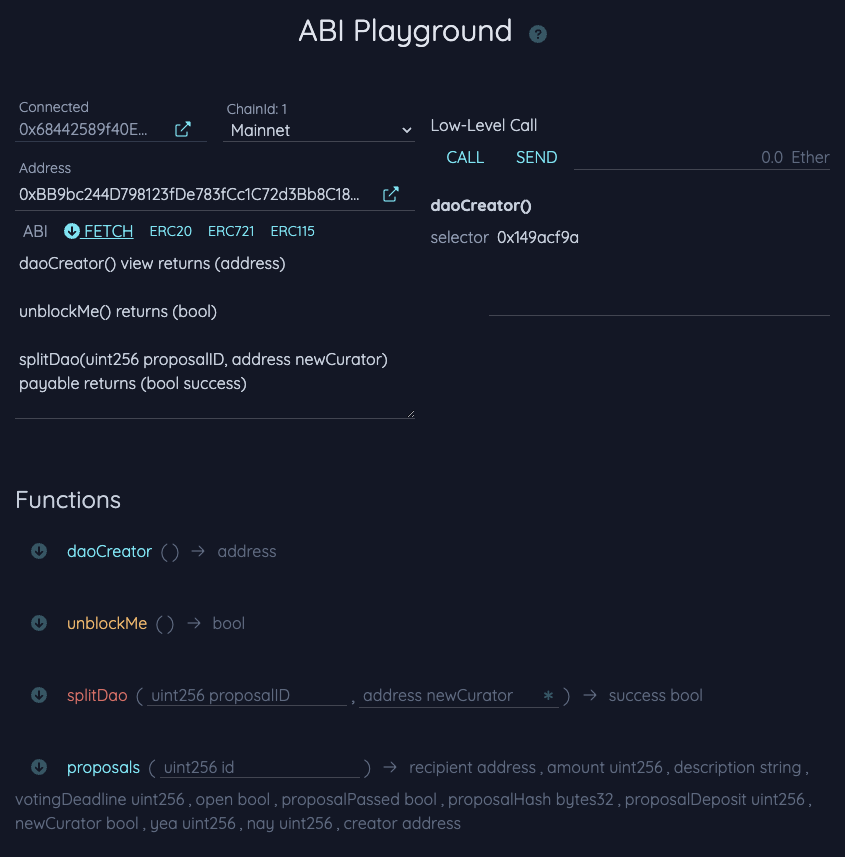 ABI Playground ?
Connected
0x68442589f40E...
ChainId: 1
Mainnet
Address
0xBB9bc244D798123fDe783fCc1C72d3Bb8C18...
ABI FETCH ERC20 ERC721 ERC115
daoCreator() view returns (address)
unblockMe() returns (bool)
splitDao(uint256 proposalID, address newCurator)
payable returns (bool success)
Low-Level Call
CALL SEND 0.0 Ether
daoCreator()
selector 0x149acf9a
Functions
daoCreator ( ) → address
unblockMe ( ) → bool
splitDao ( uint256 proposalID , address newCurator * ) → success bool
proposals ( uint256 id ) → recipient address , amount uint256 , description string ,
votingDeadline uint256 , open bool , proposalPassed bool , proposalHash bytes32 , proposalDeposit uint256 ,
newCurator bool , yea uint256 , nay uint256 , creator address